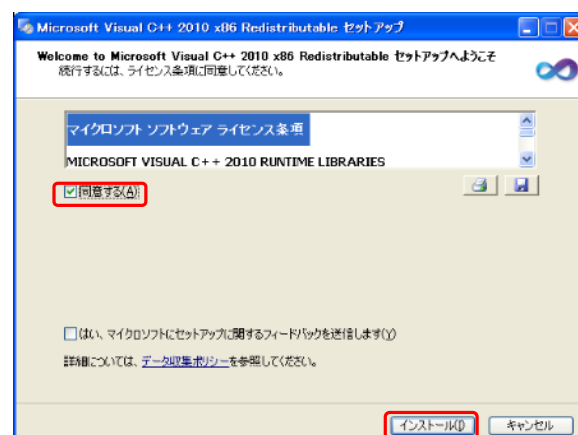 Microsoft Visual C++ 2010 x86 Redistributable セットアップ
Welcome to Microsoft Visual C++ 2010 x86 Redistributable セットアップへようこそ
続行するには、ライセンス条項に同意してください。
マイクロソフト ソフトウェア ライセンス条項
MICROSOFT VISUAL C++ 2010 RUNTIME LIBRARIES
同意する(A)
はい、マイクロソフトにセットアップに関するフィードバックを送信します(Y)
詳細については、データ収集ポリシーを参照してください。
インストール(I) キャンセル